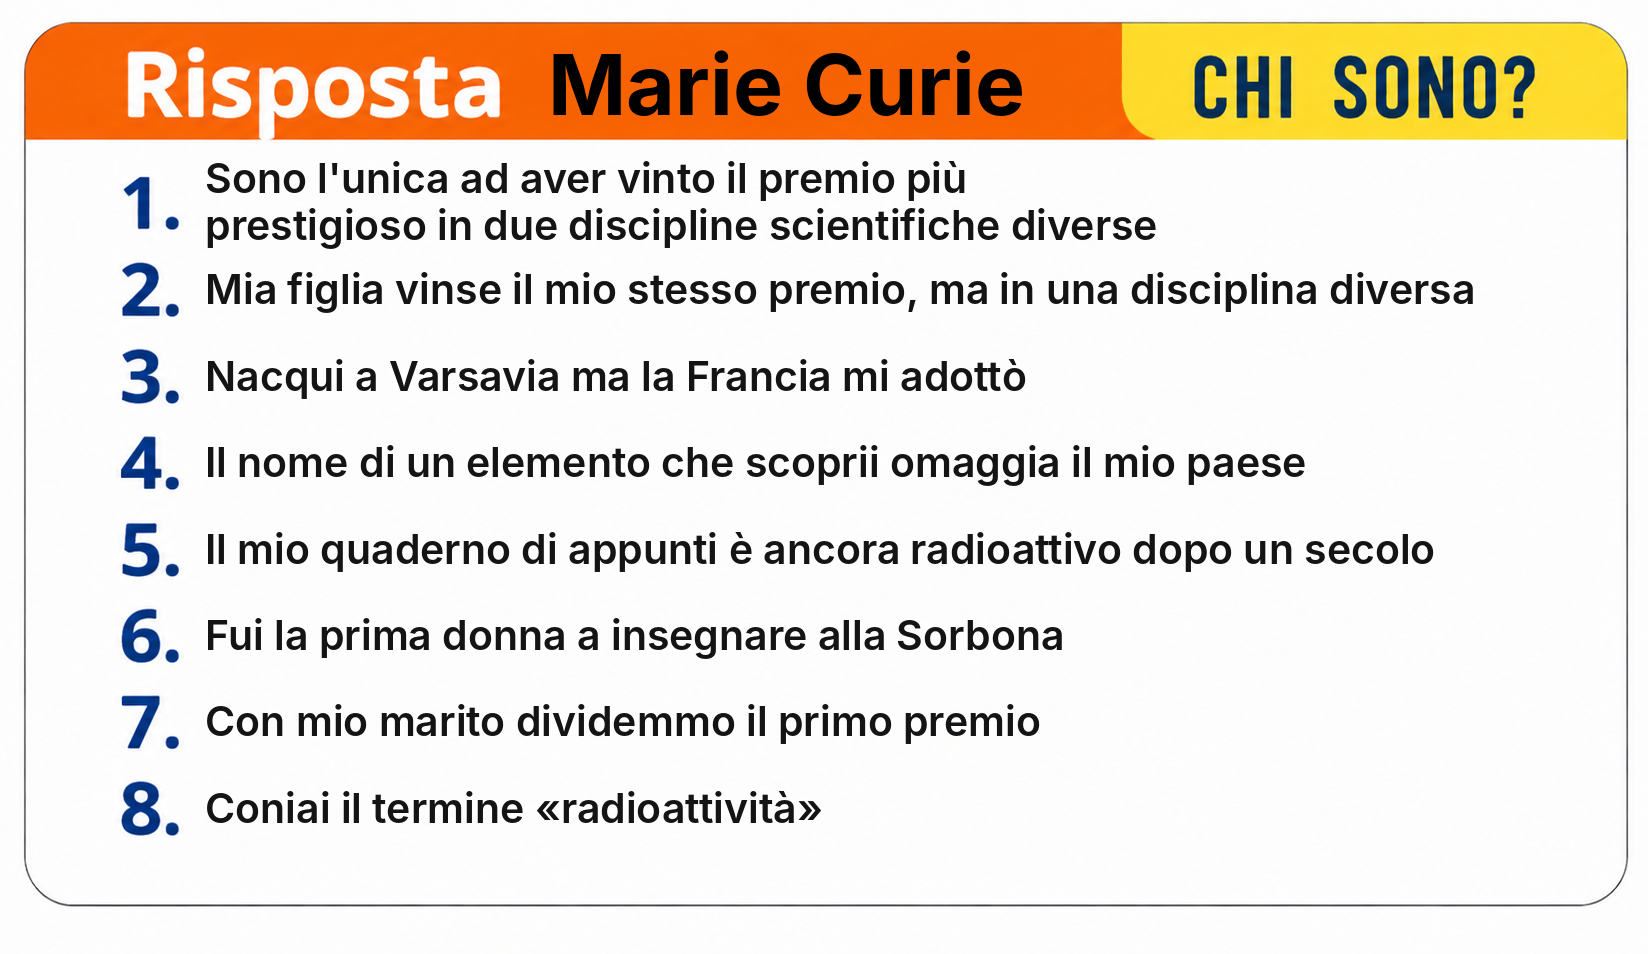 Risposta Marie Curie CHI SONO?
1. Sono l'unica ad aver vinto il premio più
prestigioso in due discipline scientifiche diverse
2. Mia figlia vinse il mio stesso premio, ma in una disciplina diversa
3. Nacqui a Varsavia ma la Francia mi adottò
4. Il nome di un elemento che scoprii omaggia il mio paese
5. Il mio quaderno di appunti è ancora radioattivo dopo un secolo
6. Fui la prima donna a insegnare alla Sorbona
7. Con mio marito dividemmo il primo premio
8. Coniai il termine «radioattività»